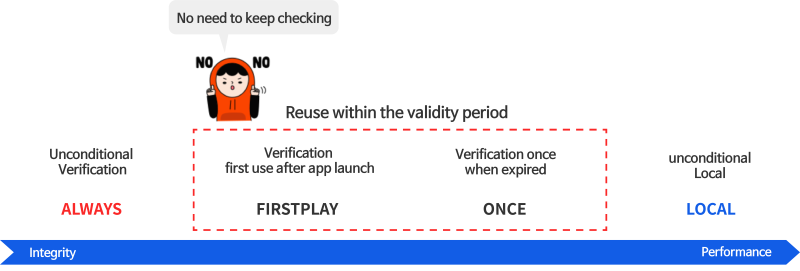 No need to keep checking
NO NO
Reuse within the validity period
Unconditional
Verification
ALWAYS
Verification
first use after app launch
FIRSTPLAY
Verification once
when expired
ONCE
unconditional
Local
LOCAL
Integrity
Performance